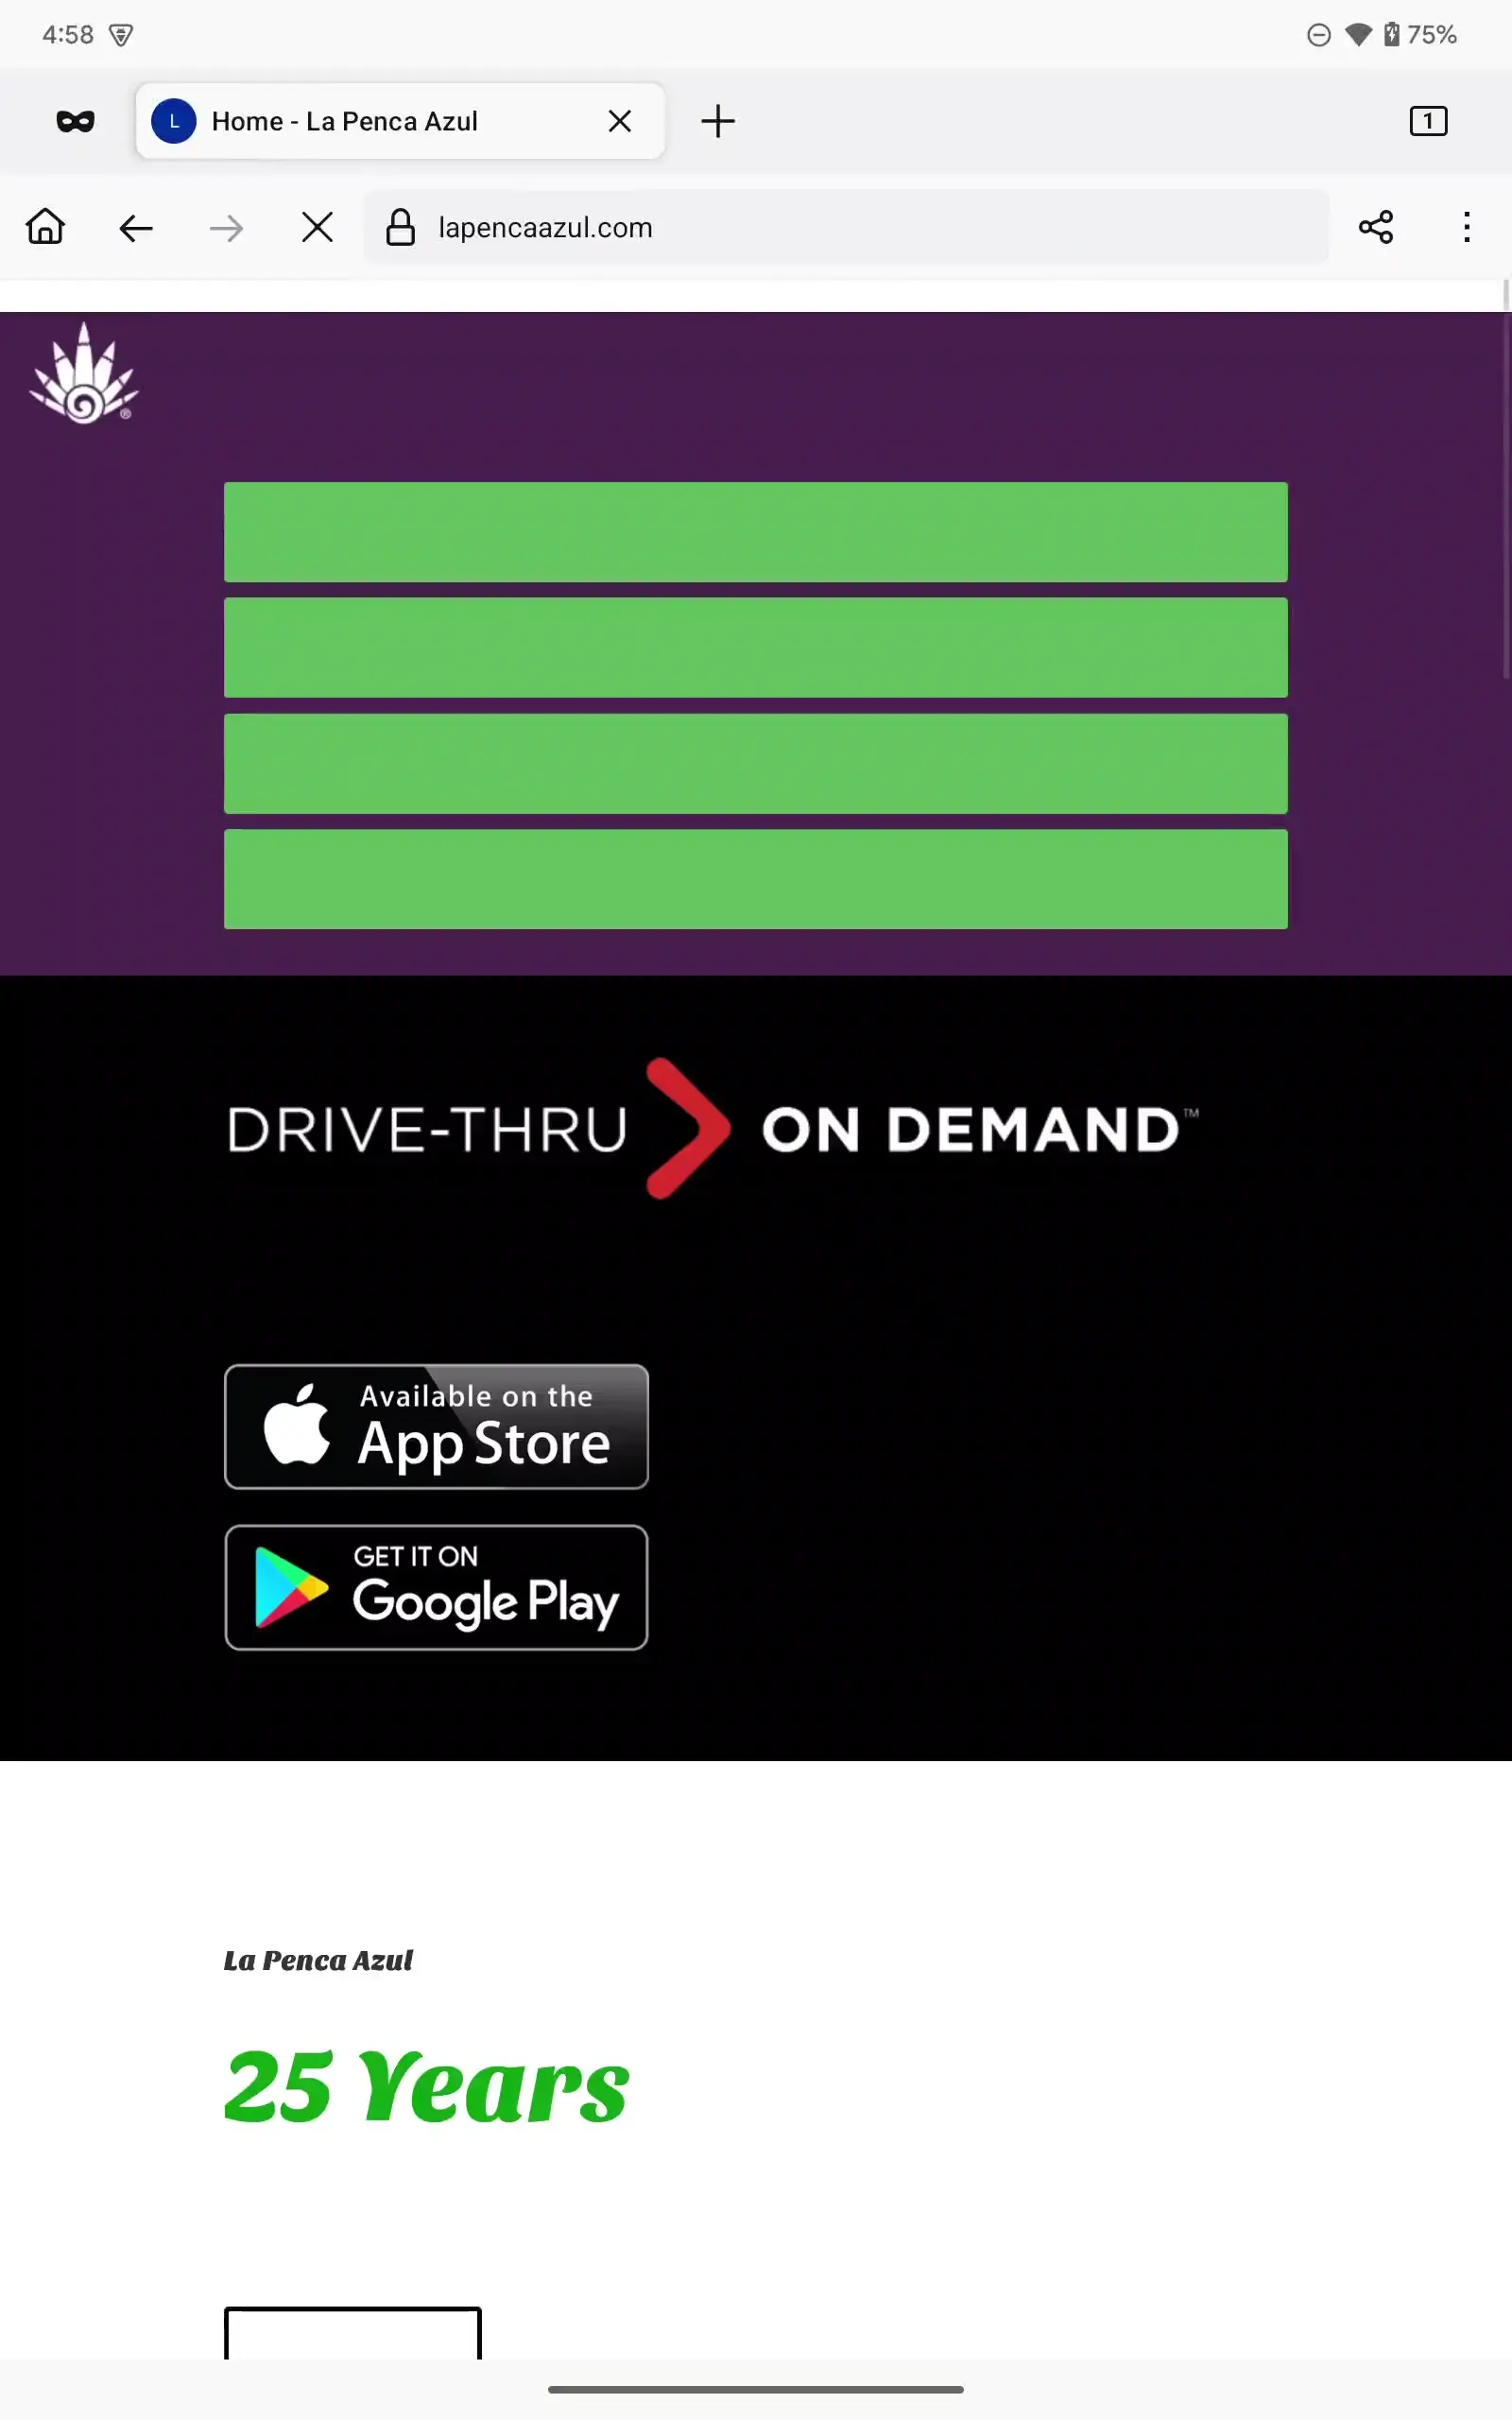 4:58
75%
L
Home - La Penca Azul
1
lapencaazul.com
®
DRIVE-THRU > ON DEMAND™
Available on the
App Store
GET IT ON
Google Play
La Penca Azul
25 Years